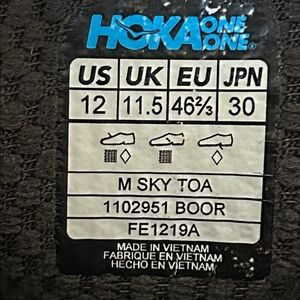 HOKA ONE ONE®
US UK EU JPN
12 11.5 46⅔ 30
M SKY TOA
1102951 BOOR
FE1219A
MADE IN VIETNAM
FABRIQUE EN VIETNAM
HECHO EN VIETNAM